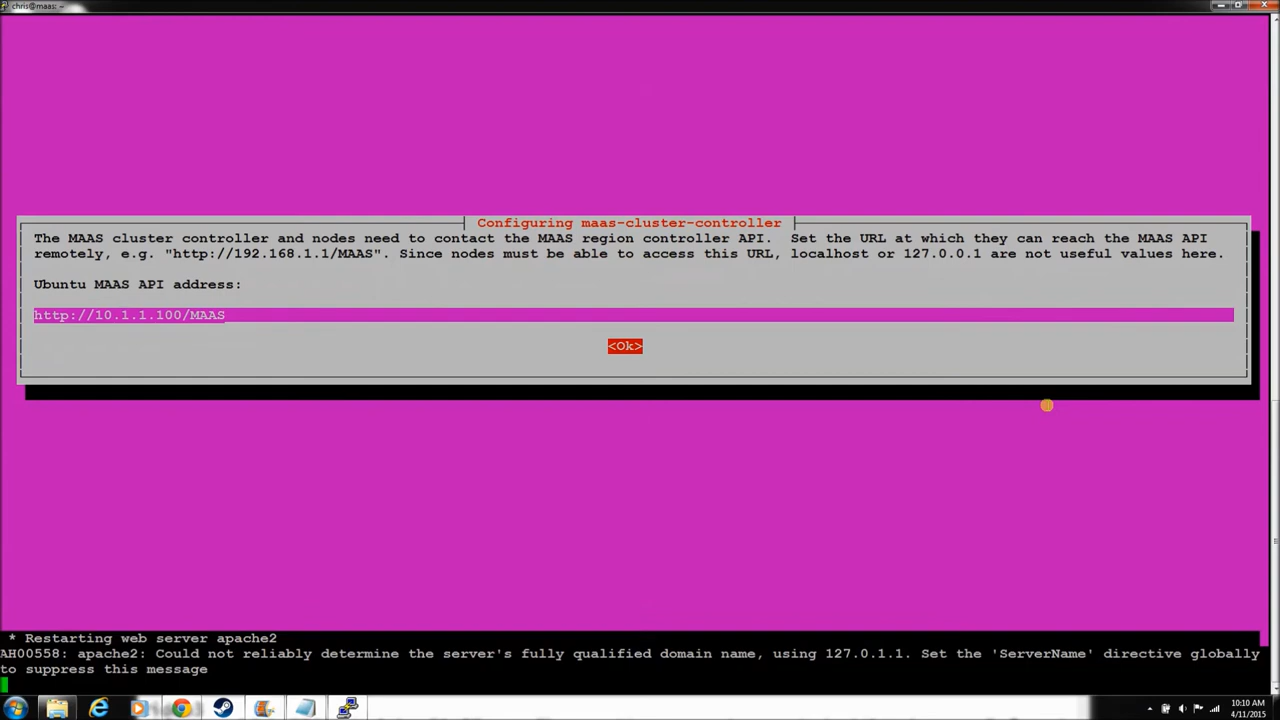 chris@maas: ~
Configuring maas-cluster-controller
The MAAS cluster controller and nodes need to contact the MAAS region controller API.  Set the URL at which they can reach the MAAS API
remotely, e.g. "http://192.168.1.1/MAAS". Since nodes must be able to access this URL, localhost or 127.0.0.1 are not useful values here.
Ubuntu MAAS API address:
http://10.1.1.100/MAAS
<Ok>
* Restarting web server apache2
AH00558: apache2: Could not reliably determine the server's fully qualified domain name, using 127.0.1.1. Set the 'ServerName' directive globally
to suppress this message
10:10 AM
4/11/2015